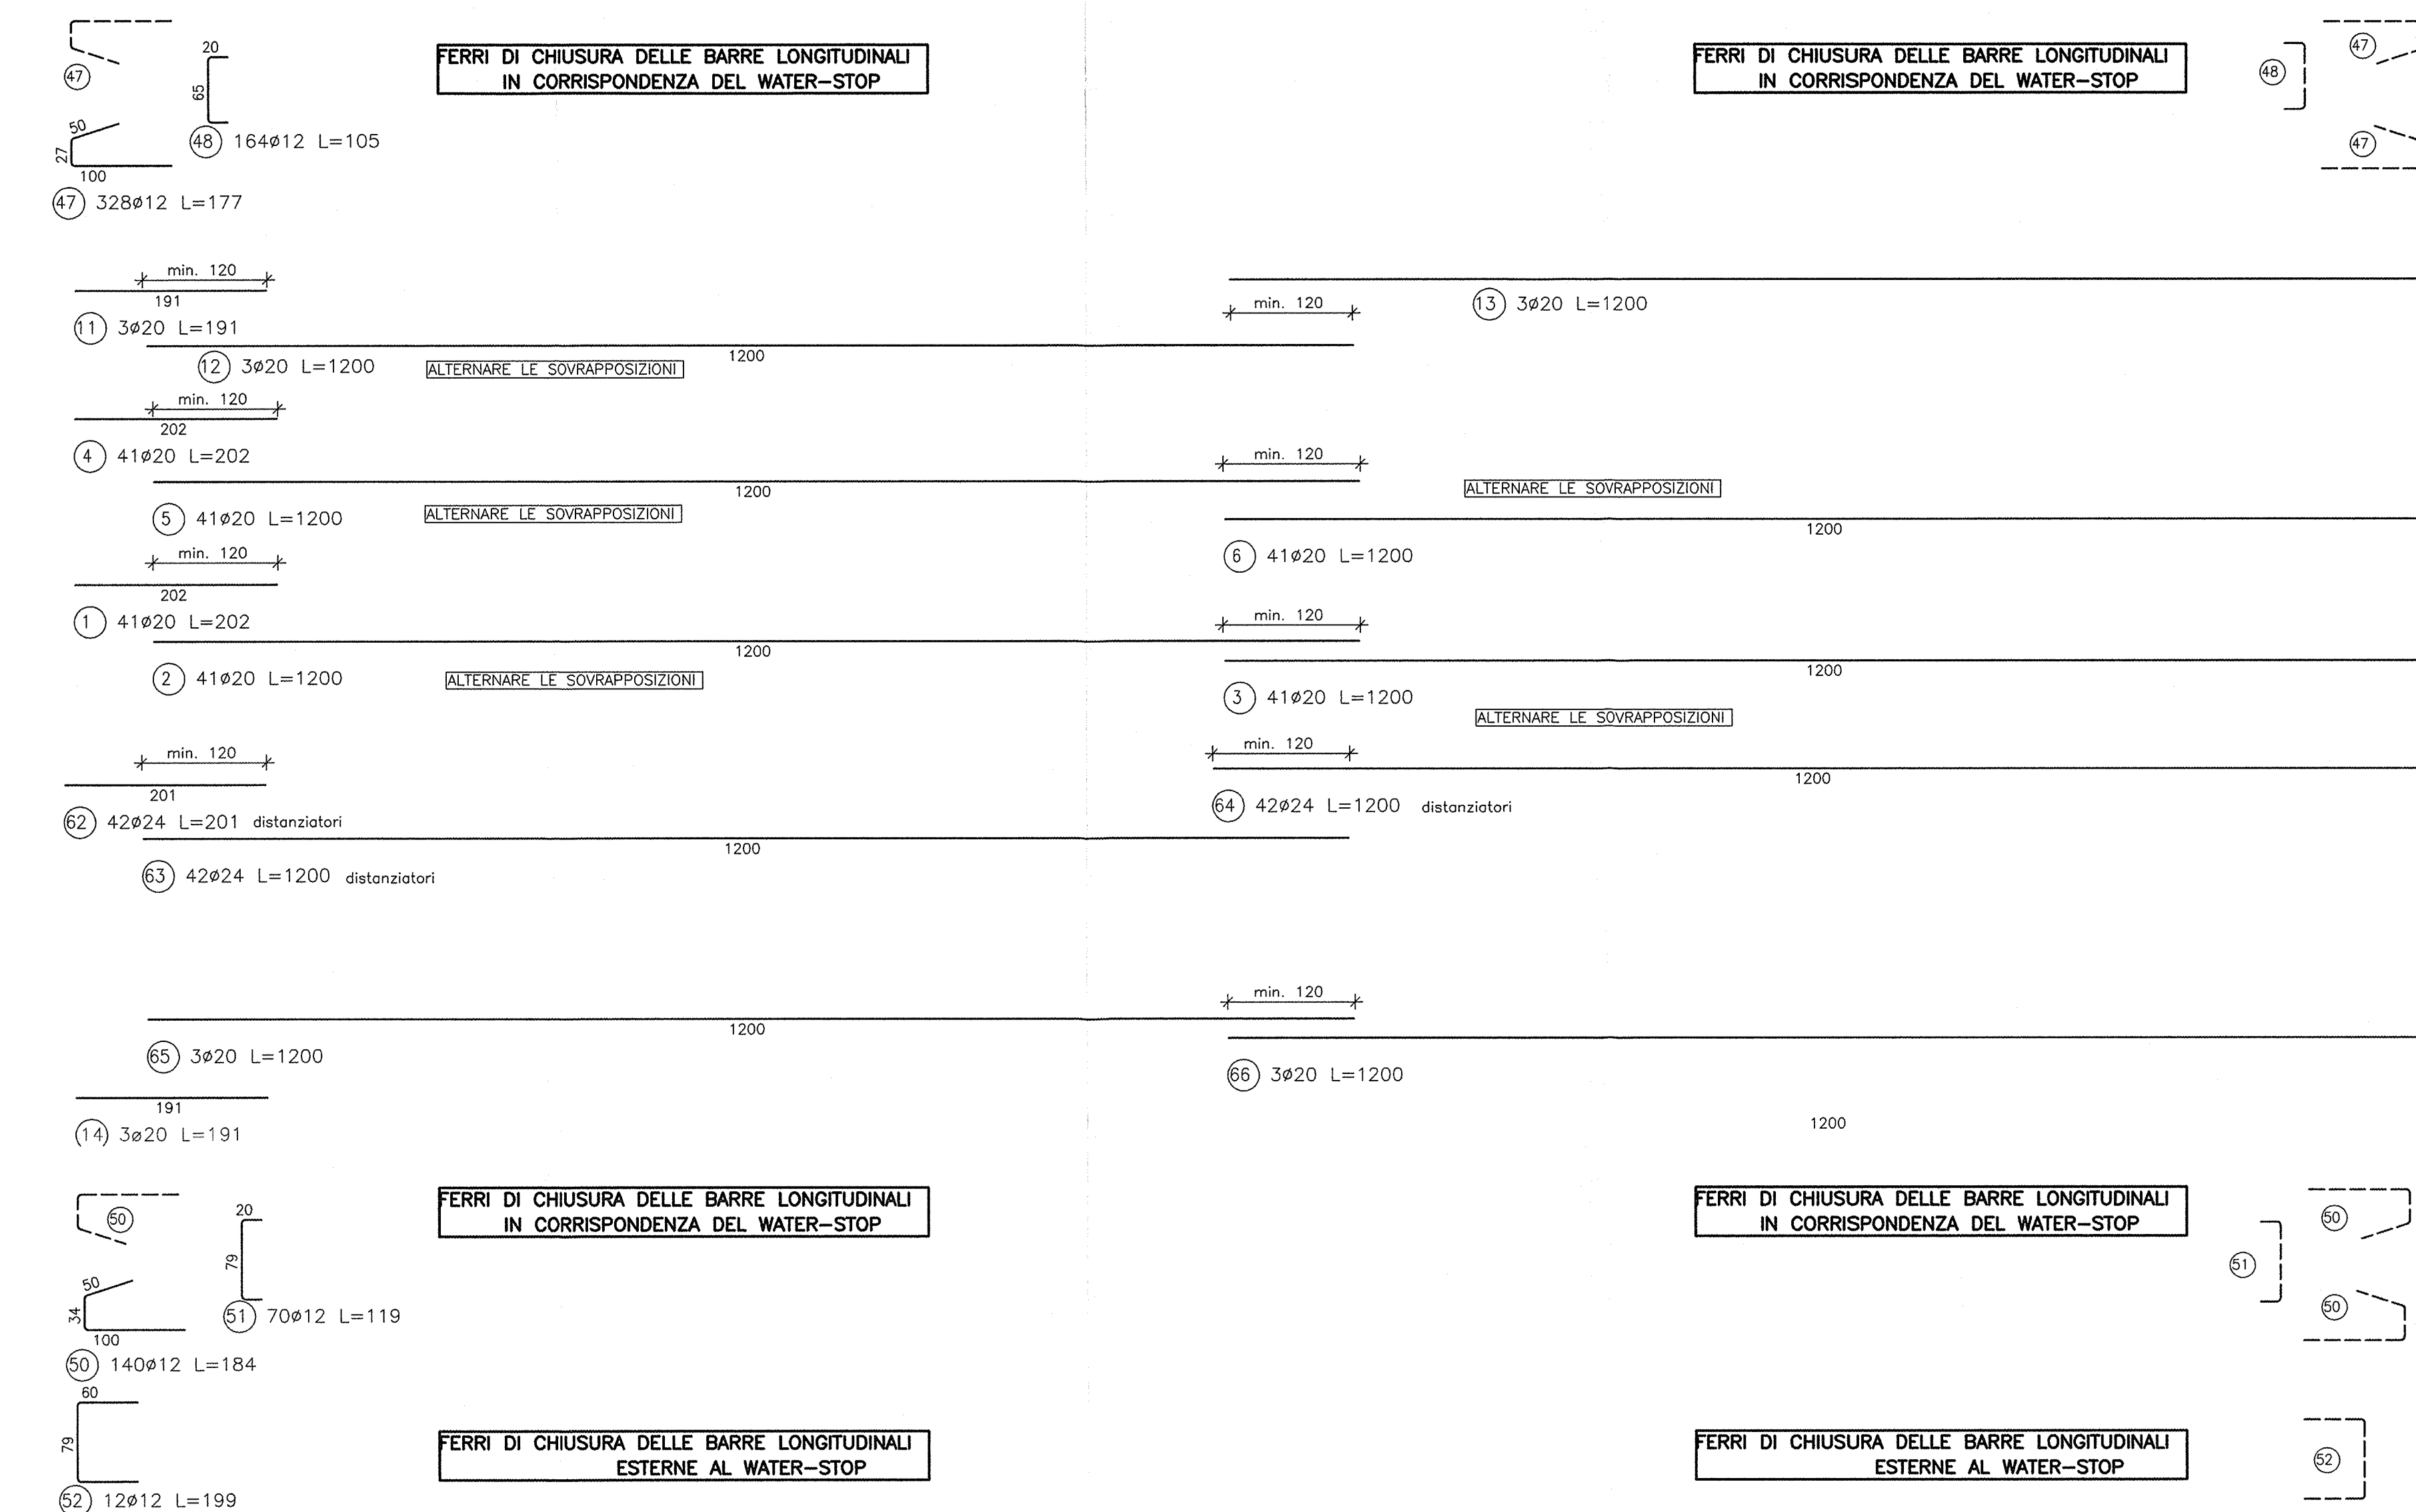 47
20
65
48 164ø12 L=105
50
27
100
47 328ø12 L=177
FERRI DI CHIUSURA DELLE BARRE LONGITUDINALI
IN CORRISPONDENZA DEL WATER-STOP
FERRI DI CHIUSURA DELLE BARRE LONGITUDINALI
IN CORRISPONDENZA DEL WATER-STOP
48
47
47
min. 120
191
11 3ø20 L=191
min. 120
13 3ø20 L=1200
1200
12 3ø20 L=1200
ALTERNARE LE SOVRAPPOSIZIONI
min. 120
202
4 41ø20 L=202
min. 120
1200
ALTERNARE LE SOVRAPPOSIZIONI
5 41ø20 L=1200
ALTERNARE LE SOVRAPPOSIZIONI
1200
6 41ø20 L=1200
min. 120
202
1 41ø20 L=202
min. 120
1200
2 41ø20 L=1200
ALTERNARE LE SOVRAPPOSIZIONI
1200
3 41ø20 L=1200
ALTERNARE LE SOVRAPPOSIZIONI
min. 120
201
62 42ø24 L=201 distanziatori
min. 120
1200
64 42ø24 L=1200 distanziatori
1200
63 42ø24 L=1200 distanziatori
min. 120
1200
65 3ø20 L=1200
66 3ø20 L=1200
191
14 3ø20 L=191
1200
50
20
79
51 70ø12 L=119
50
34
100
50 140ø12 L=184
FERRI DI CHIUSURA DELLE BARRE LONGITUDINALI
IN CORRISPONDENZA DEL WATER-STOP
FERRI DI CHIUSURA DELLE BARRE LONGITUDINALI
IN CORRISPONDENZA DEL WATER-STOP
50
51
50
60
79
52 12ø12 L=199
FERRI DI CHIUSURA DELLE BARRE LONGITUDINALI
ESTERNE AL WATER-STOP
FERRI DI CHIUSURA DELLE BARRE LONGITUDINALI
ESTERNE AL WATER-STOP
52